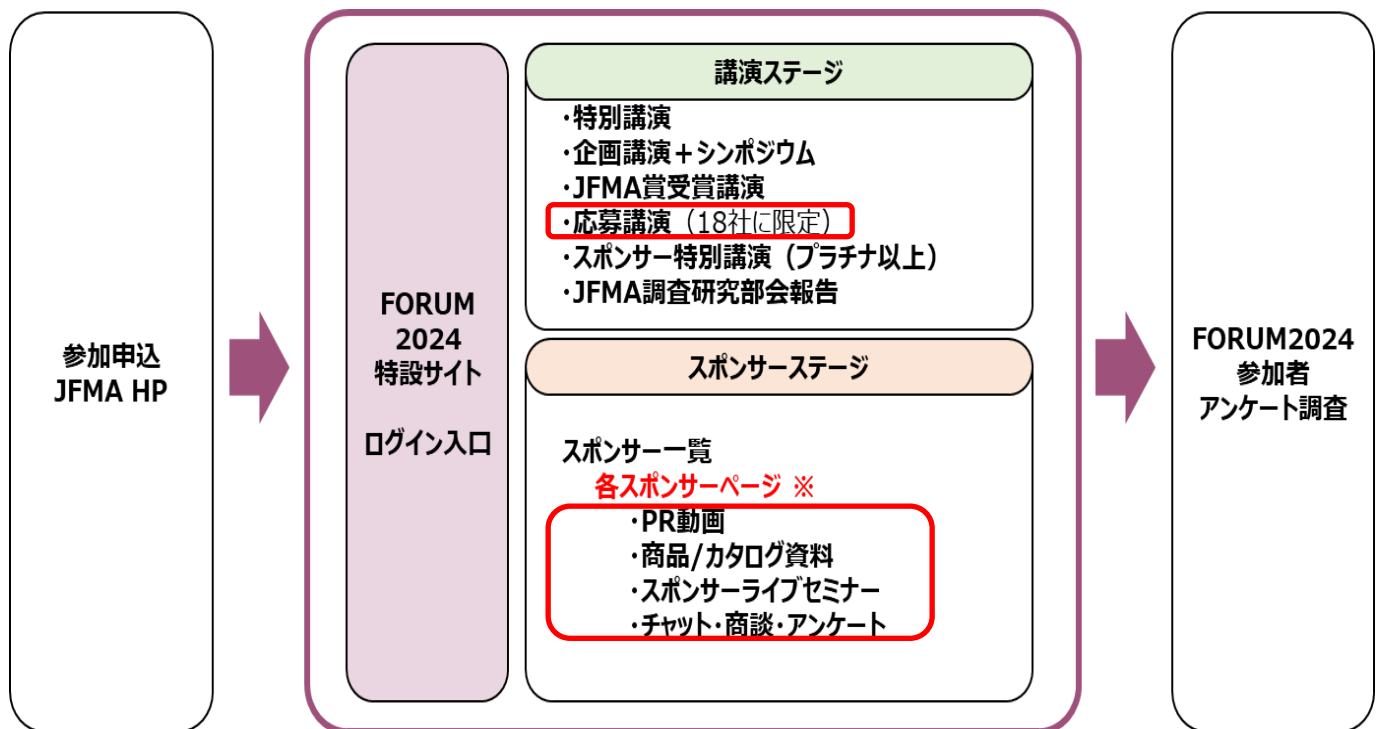 参加申込
JFMA HP
FORUM
2024
特設サイト
ログイン入口
講演ステージ
・特別講演
・企画講演＋シンポジウム
・JFMA賞受賞講演
・応募講演（18社に限定）
・スポンサー特別講演（プラチナ以上）
・JFMA調査研究部会報告
スポンサーステージ
スポンサー一覧
各スポンサーページ ※
・PR動画
・商品/カタログ資料
・スポンサーライブセミナー
・チャット・商談・アンケート
FORUM2024
参加者
アンケート調査